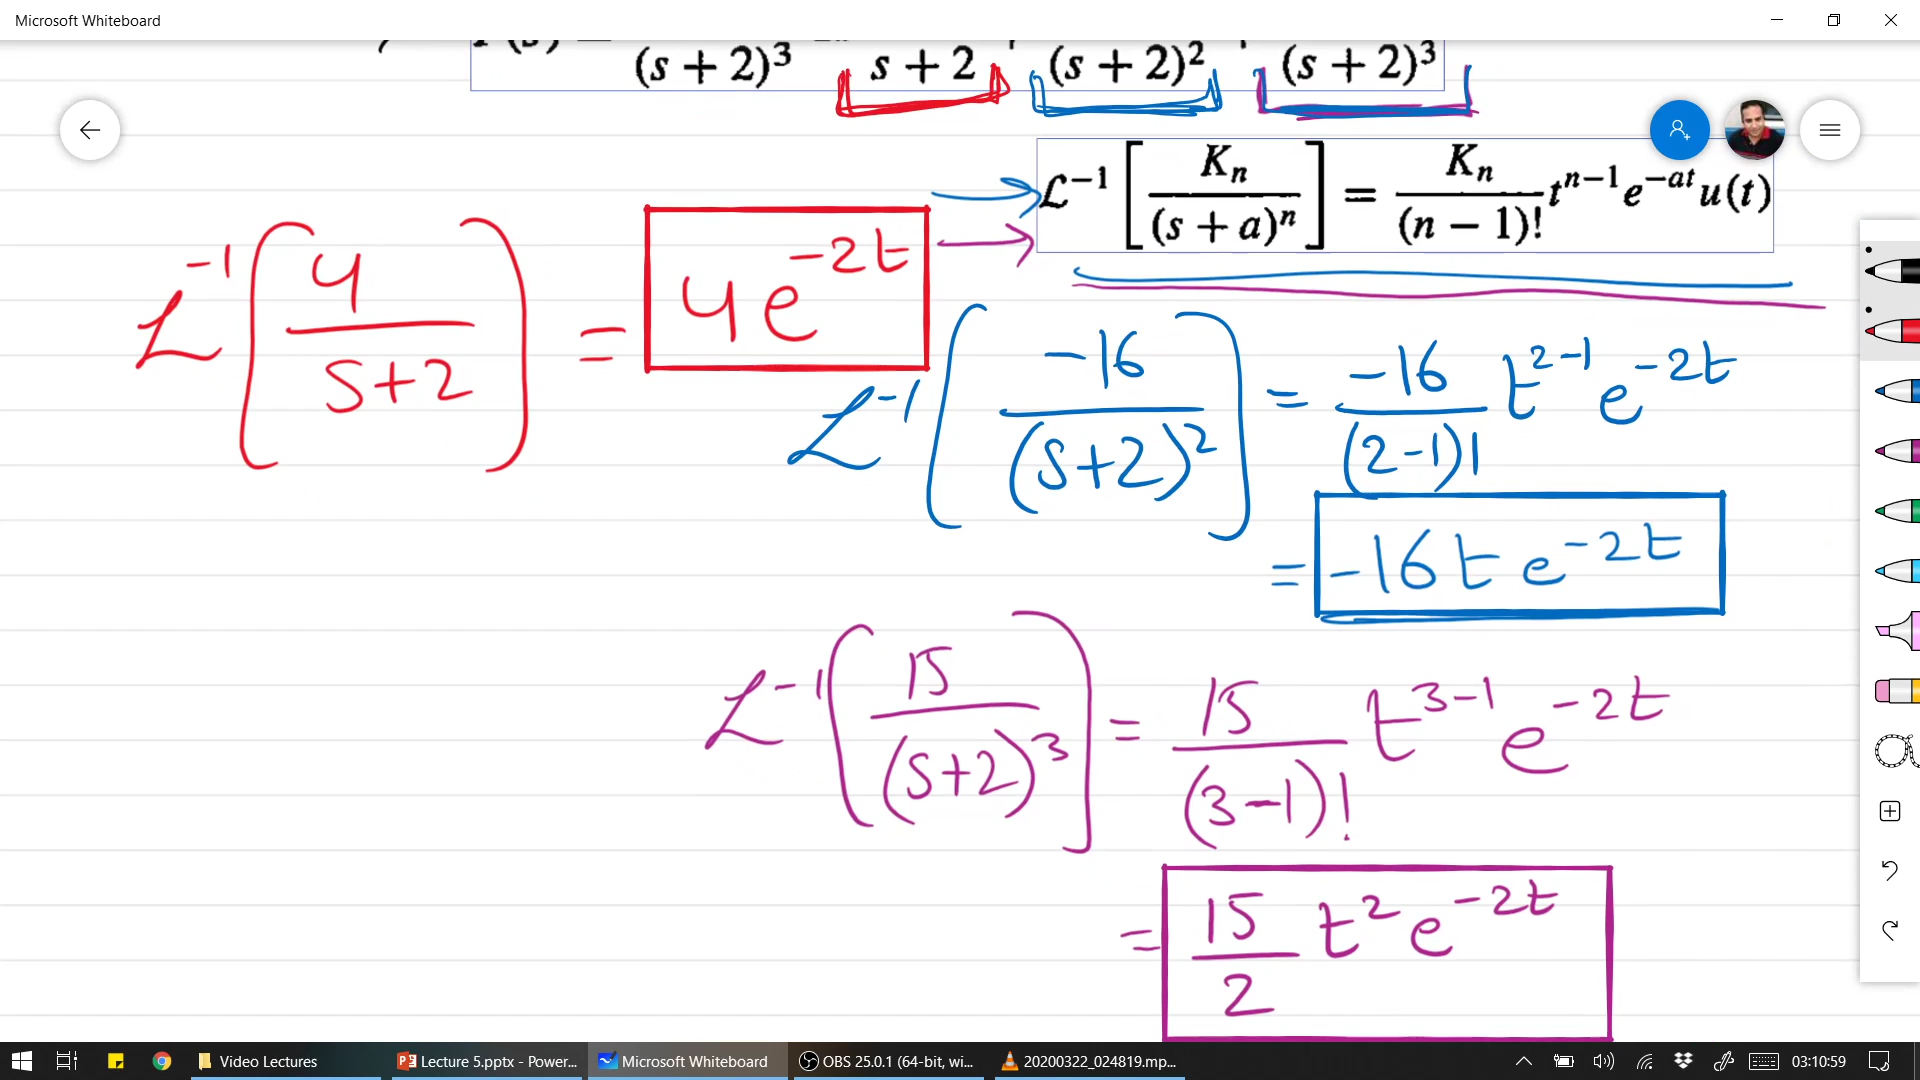 Microsoft Whiteboard
(s + 2)³ s + 2 (s + 2)² (s + 2)³
ℒ⁻¹ [Kₙ / (s + a)ⁿ] = Kₙ / (n − 1)! tⁿ⁻¹e⁻ᵃᵗu(t)
ℒ⁻¹ [4 / s+2] = 4e^(-2t)
ℒ⁻¹ [-16 / (s+2)²] = -16 / (2-1)! t^(2-1) e^(-2t)
= -16 t e^(-2t)
ℒ⁻¹ [15 / (s+2)³] = 15 / (3-1)! t^(3-1) e^(-2t)
= 15/2 t² e^(-2t)
Video Lectures
Lecture 5.pptx - Power...
Microsoft Whiteboard
OBS 25.0.1 (64-bit, wi...
20200322_024819.mp...
03:10:59